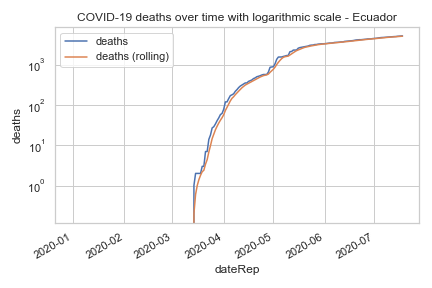 COVID-19 deaths over time with logarithmic scale - Ecuador
deaths
deaths (rolling)
10³
10²
10¹
10⁰
deaths
2020-01
2020-02
2020-03
2020-04
2020-05
2020-06
2020-07
dateRep